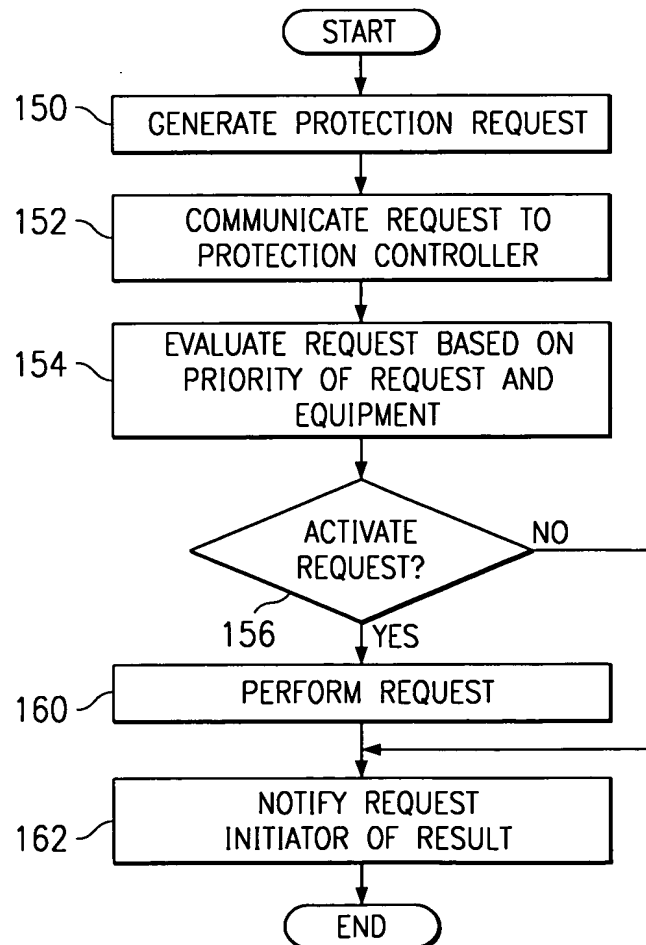 START
150
GENERATE PROTECTION REQUEST
152
COMMUNICATE REQUEST TO
PROTECTION CONTROLLER
154
EVALUATE REQUEST BASED ON
PRIORITY OF REQUEST AND
EQUIPMENT
ACTIVATE
REQUEST?
NO
156
YES
160
PERFORM REQUEST
162
NOTIFY REQUEST
INITIATOR OF RESULT
END